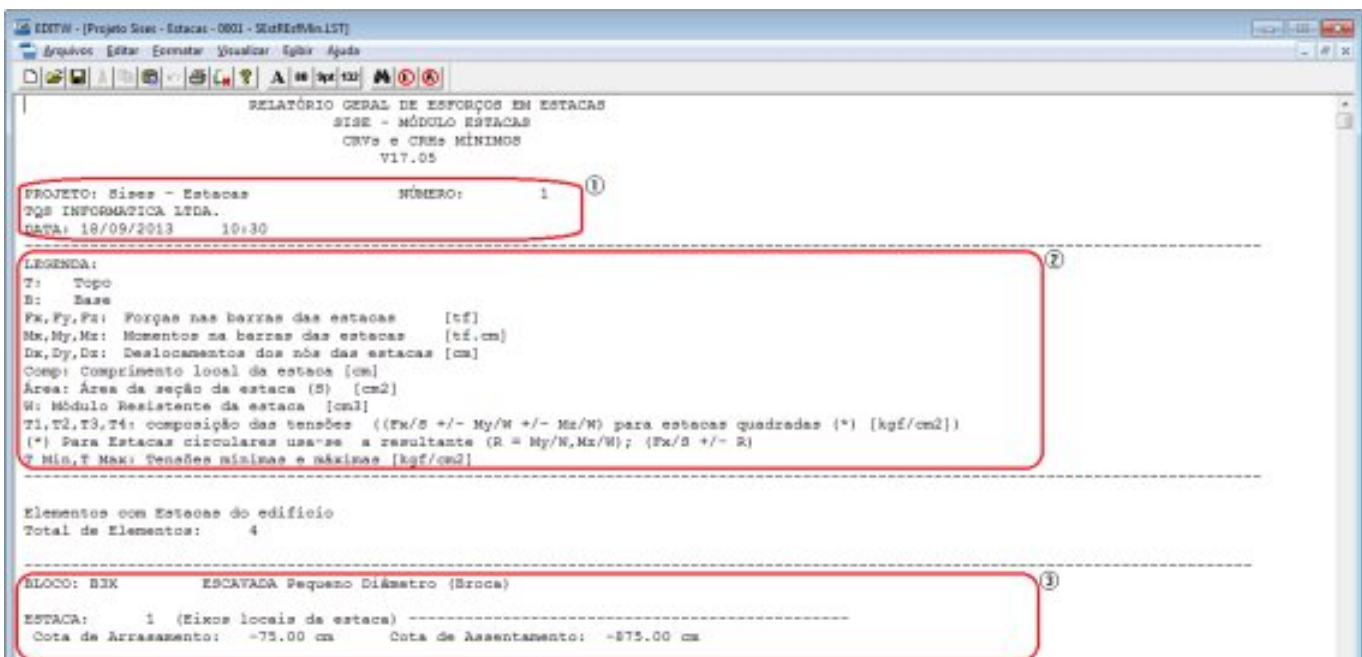 EDITW - [Projeto Sises - Estacas - 0001 - SEstREsfMin.LST]
Arquivos Editar Formatar Visualizar Exibir Ajuda
RELATÓRIO GERAL DE ESFORÇOS EM ESTACAS
SISE - MÓDULO ESTACAS
CRVs e CRHs MÍNIMOS
V17.05
PROJETO: Sises - Estacas NÚMERO: 1 ①
TQS INFORMATICA LTDA.
DATA: 18/09/2013 10:30
LEGENDA: ②
T: Topo
B: Base
Fx,Fy,Fz: Forças nas barras das estacas [tf]
Mx,My,Mz: Momentos na barras das estacas [tf.cm]
Dx,Dy,Dz: Deslocamentos dos nós das estacas [cm]
Comp: Comprimento local da estaca [cm]
Área: Área da seção da estaca (S) [cm2]
W: Módulo Resistente da estaca [cm3]
T1,T2,T3,T4: composição das tensões ((Fx/S +/- My/W +/- Mz/W) para estacas quadradas (*) [kgf/cm2])
(*) Para Estacas circulares usa-se a resultante (R = My/W,Mz/W); (Fx/S +/- R)
T Min,T Max: Tensões mínimas e máximas [kgf/cm2]
Elementos com Estacas do edifício
Total de Elementos: 4
BLOCO: B3X ESCAVADA Pequeno Diâmetro (Broca) ③
ESTACA: 1 (Eixos locais da estaca)
Cota de Arrasamento: -75.00 cm Cota de Assentamento: -875.00 cm